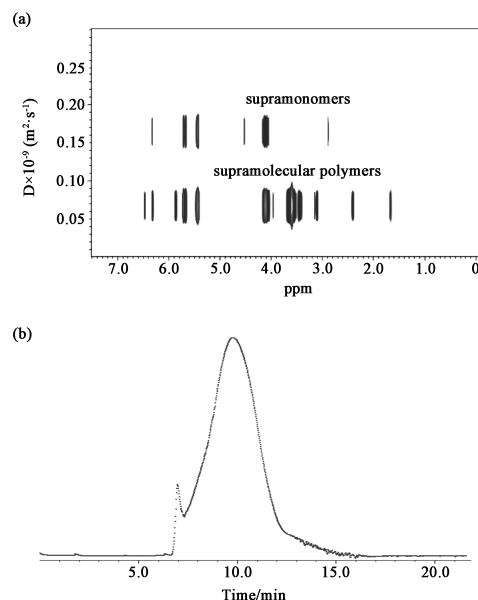 (a)
0.25
0.20
supramonomers
0.15
supramolecular polymers
0.10
0.05
D×10⁻⁹ (m²·s⁻¹)
7.0 6.0 5.0 4.0 3.0 2.0 1.0 0
ppm
(b)
5.0 10.0 15.0 20.0
Time/min